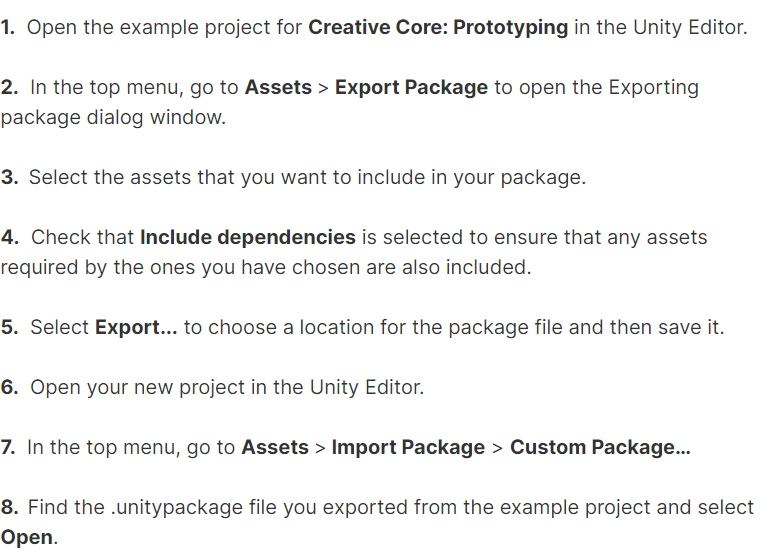 1. Open the example project for Creative Core: Prototyping in the Unity Editor.
2. In the top menu, go to Assets > Export Package to open the Exporting
package dialog window.
3. Select the assets that you want to include in your package.
4. Check that Include dependencies is selected to ensure that any assets
required by the ones you have chosen are also included.
5. Select Export... to choose a location for the package file and then save it.
6. Open your new project in the Unity Editor.
7. In the top menu, go to Assets > Import Package > Custom Package...
8. Find the .unitypackage file you exported from the example project and select
Open.